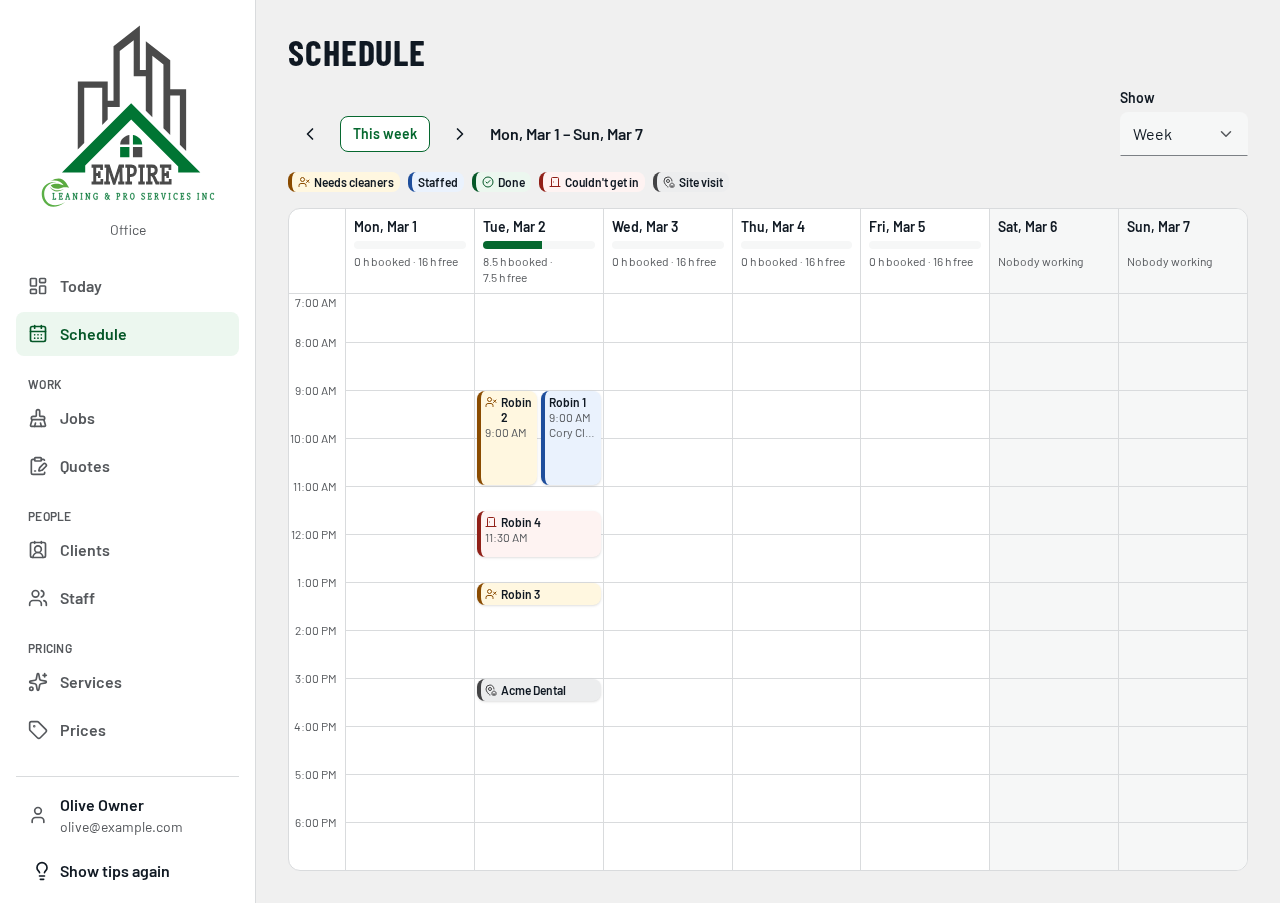 EMPIRE
LEANING & PRO SERVICES INC
Office
Today
Schedule
WORK
Jobs
Quotes
PEOPLE
Clients
Staff
PRICING
Services
Prices
Olive Owner
olive@example.com
Show tips again
SCHEDULE
Show
This week
Mon, Mar 1 – Sun, Mar 7
Week
Needs cleaners
Staffed
Done
Couldn't get in
Site visit
Mon, Mar 1
0 h booked · 16 h free
Tue, Mar 2
8.5 h booked ·
7.5 h free
Wed, Mar 3
0 h booked · 16 h free
Thu, Mar 4
0 h booked · 16 h free
Fri, Mar 5
0 h booked · 16 h free
Sat, Mar 6
Nobody working
Sun, Mar 7
Nobody working
7:00 AM
8:00 AM
9:00 AM
10:00 AM
11:00 AM
12:00 PM
1:00 PM
2:00 PM
3:00 PM
4:00 PM
5:00 PM
6:00 PM
Robin
2
9:00 AM
Robin 1
9:00 AM
Cory Cl…
Robin 4
11:30 AM
Robin 3
Acme Dental